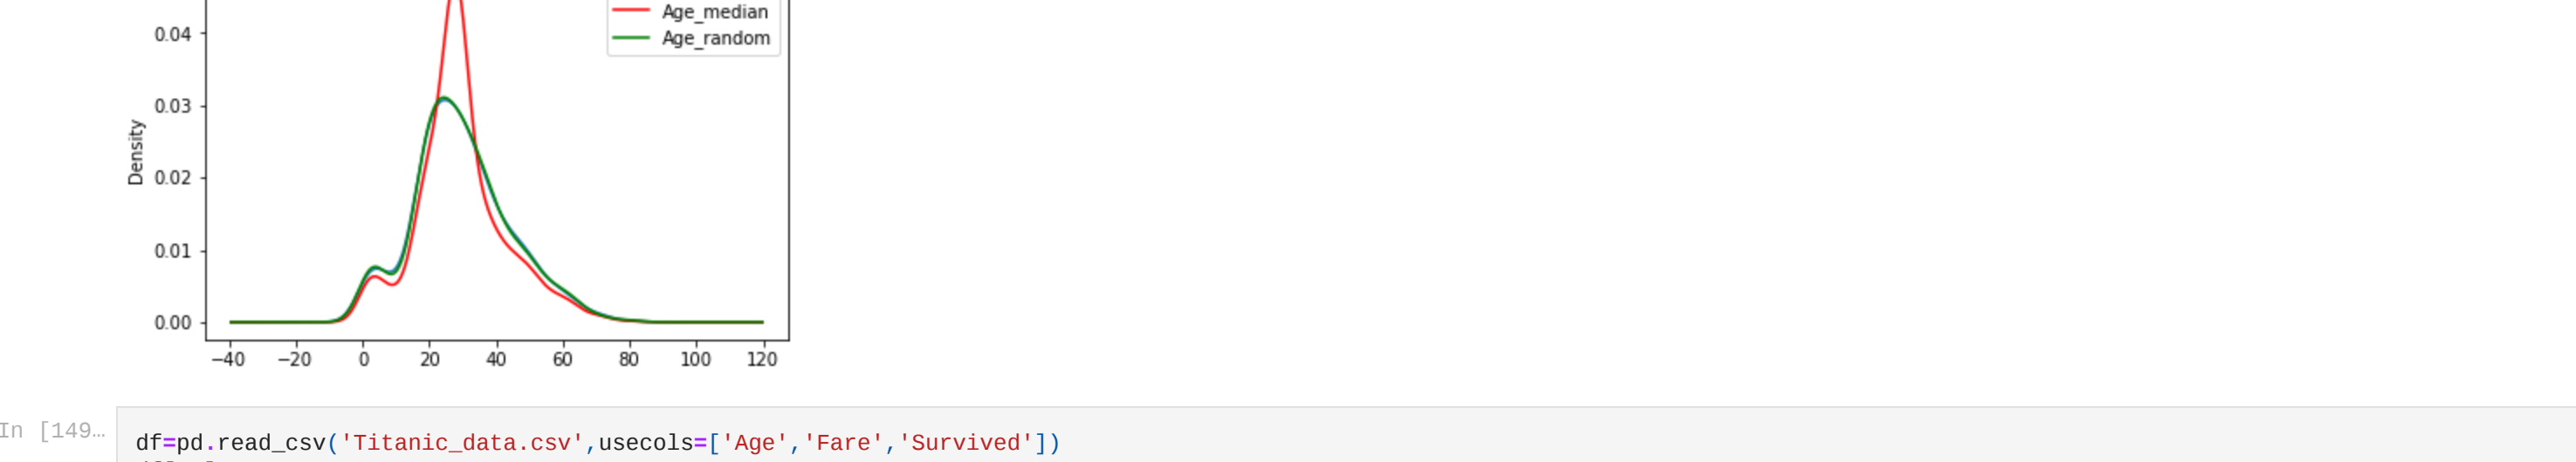 Age_median
0.04
Age_random
0.03
Density
0.02
0.01
0.00
−40 −20 0 20 40 60 80 100 120
In [149…
df=pd.read_csv('Titanic_data.csv',usecols=['Age','Fare','Survived'])